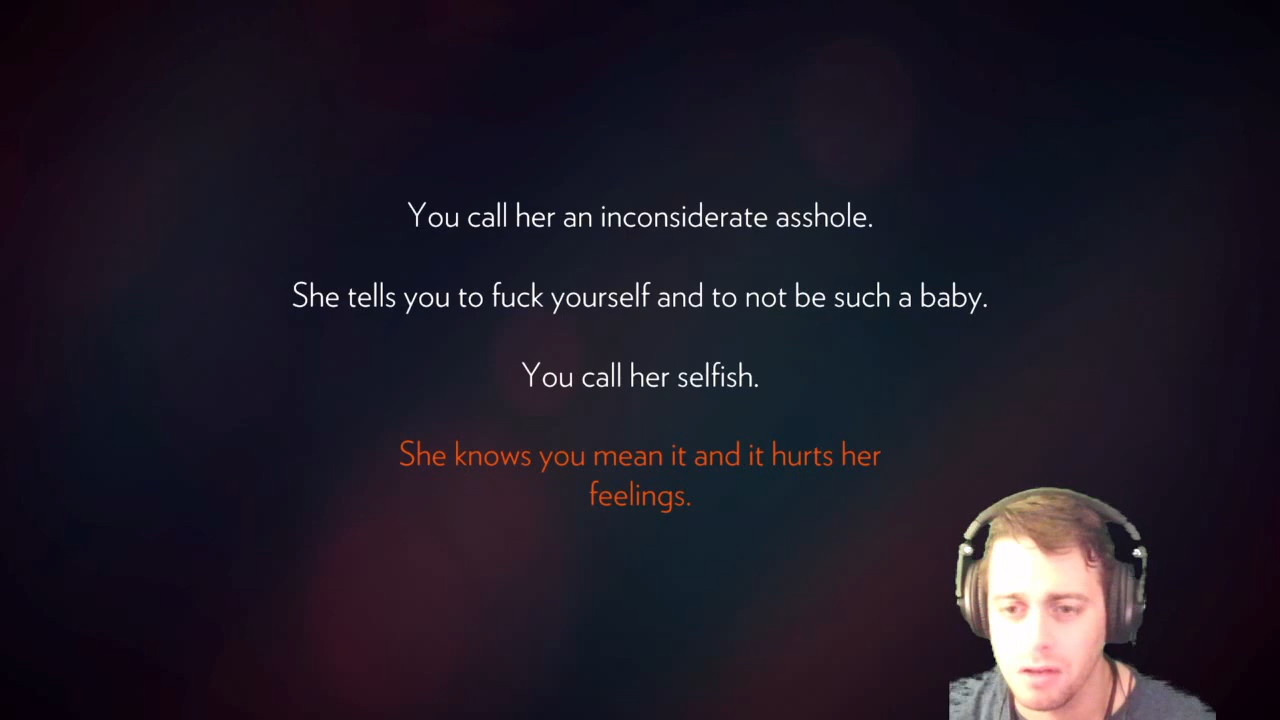 You call her an inconsiderate asshole.
She tells you to fuck yourself and to not be such a baby.
You call her selfish.
She knows you mean it and it hurts her
feelings.